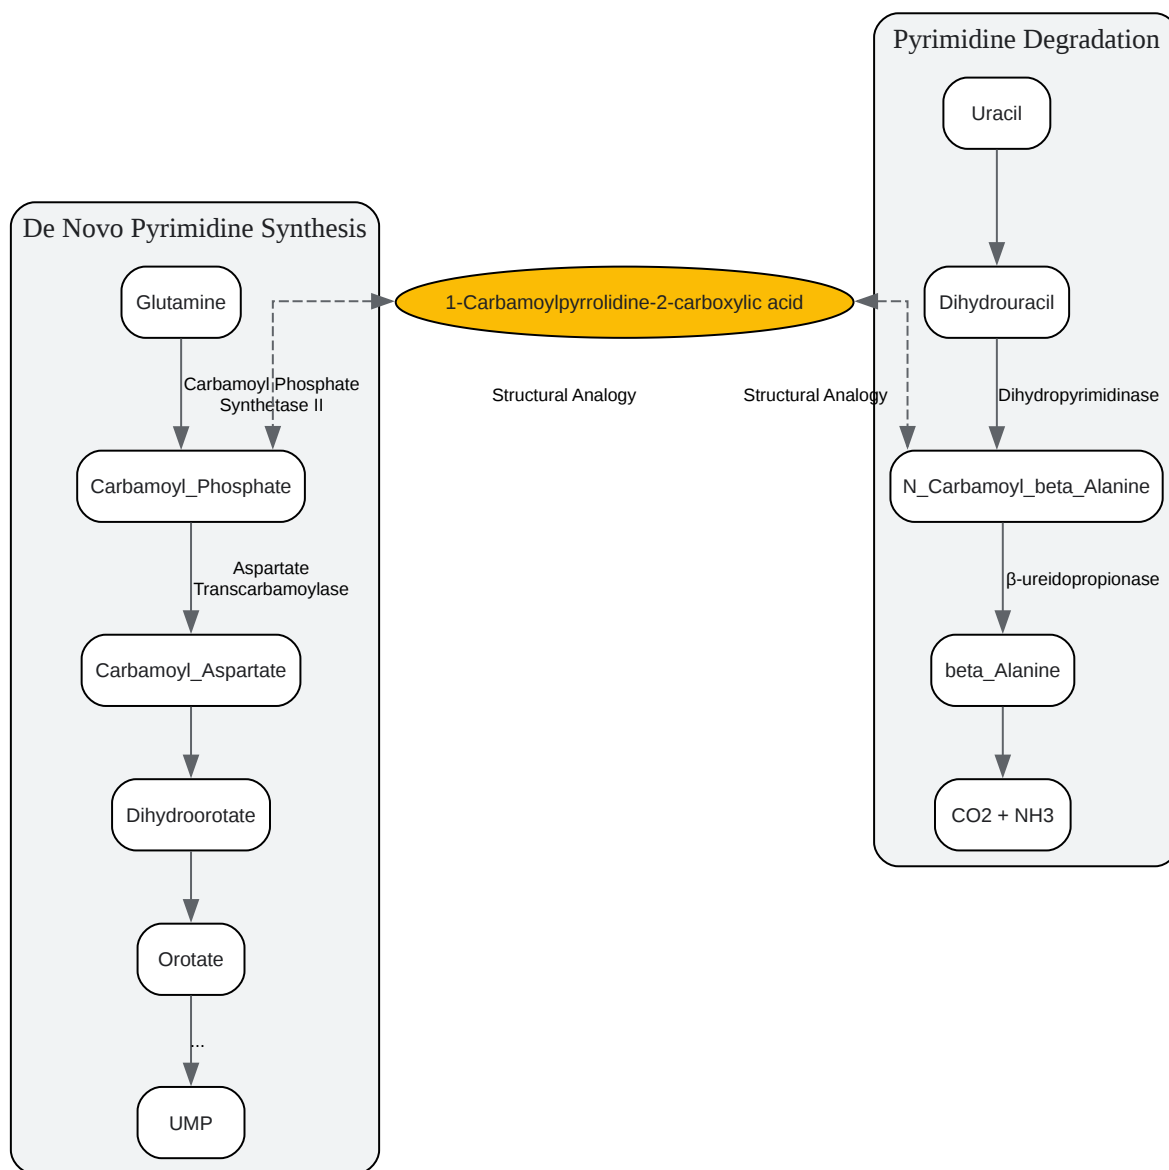 Pyrimidine Degradation
Uracil
De Novo Pyrimidine Synthesis
Glutamine
1-Carbamoylpyrrolidine-2-carboxylic acid
Dihydrouracil
Carbamoyl Phosphate
Synthetase II
Structural Analogy
Structural Analogy
Dihydropyrimidinase
Carbamoyl_Phosphate
N_Carbamoyl_beta_Alanine
Aspartate
Transcarbamoylase
β-ureidopropionase
Carbamoyl_Aspartate
beta_Alanine
Dihydroorotate
CO2 + NH3
Orotate
...
UMP